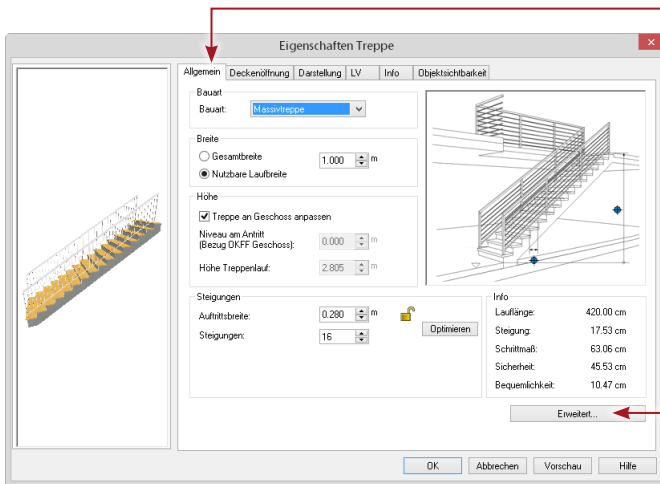 Eigenschaften Treppe
Allgemein Deckenöffnung Darstellung LV Info Objektsichtbarkeit
Bauart
Bauart: Massivtreppe
Breite
Gesamtbreite
1.000 m
Nutzbare Laufbreite
Höhe
Treppe an Geschoss anpassen
Niveau am Antritt
(Bezug OKFF Geschoss): 0.000 m
Höhe Treppenlauf: 2.805 m
Steigungen
Auftrittsbreite: 0.280 m
Steigungen: 16
Optimieren
Info
Lauflänge: 420.00 cm
Steigung: 17.53 cm
Schrittmaß: 63.06 cm
Sicherheit: 45.53 cm
Bequemlichkeit: 10.47 cm
Erweitert...
OK Abbrechen Vorschau Hilfe